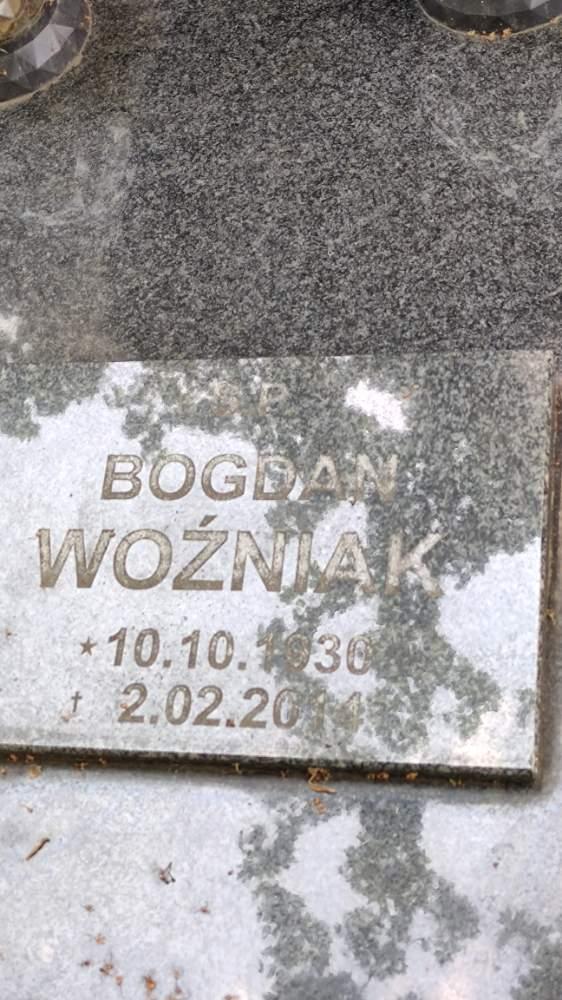 Ś.P.
BOGDAN
WOŹNIAK
★10.10.1930
† 2.02.2014